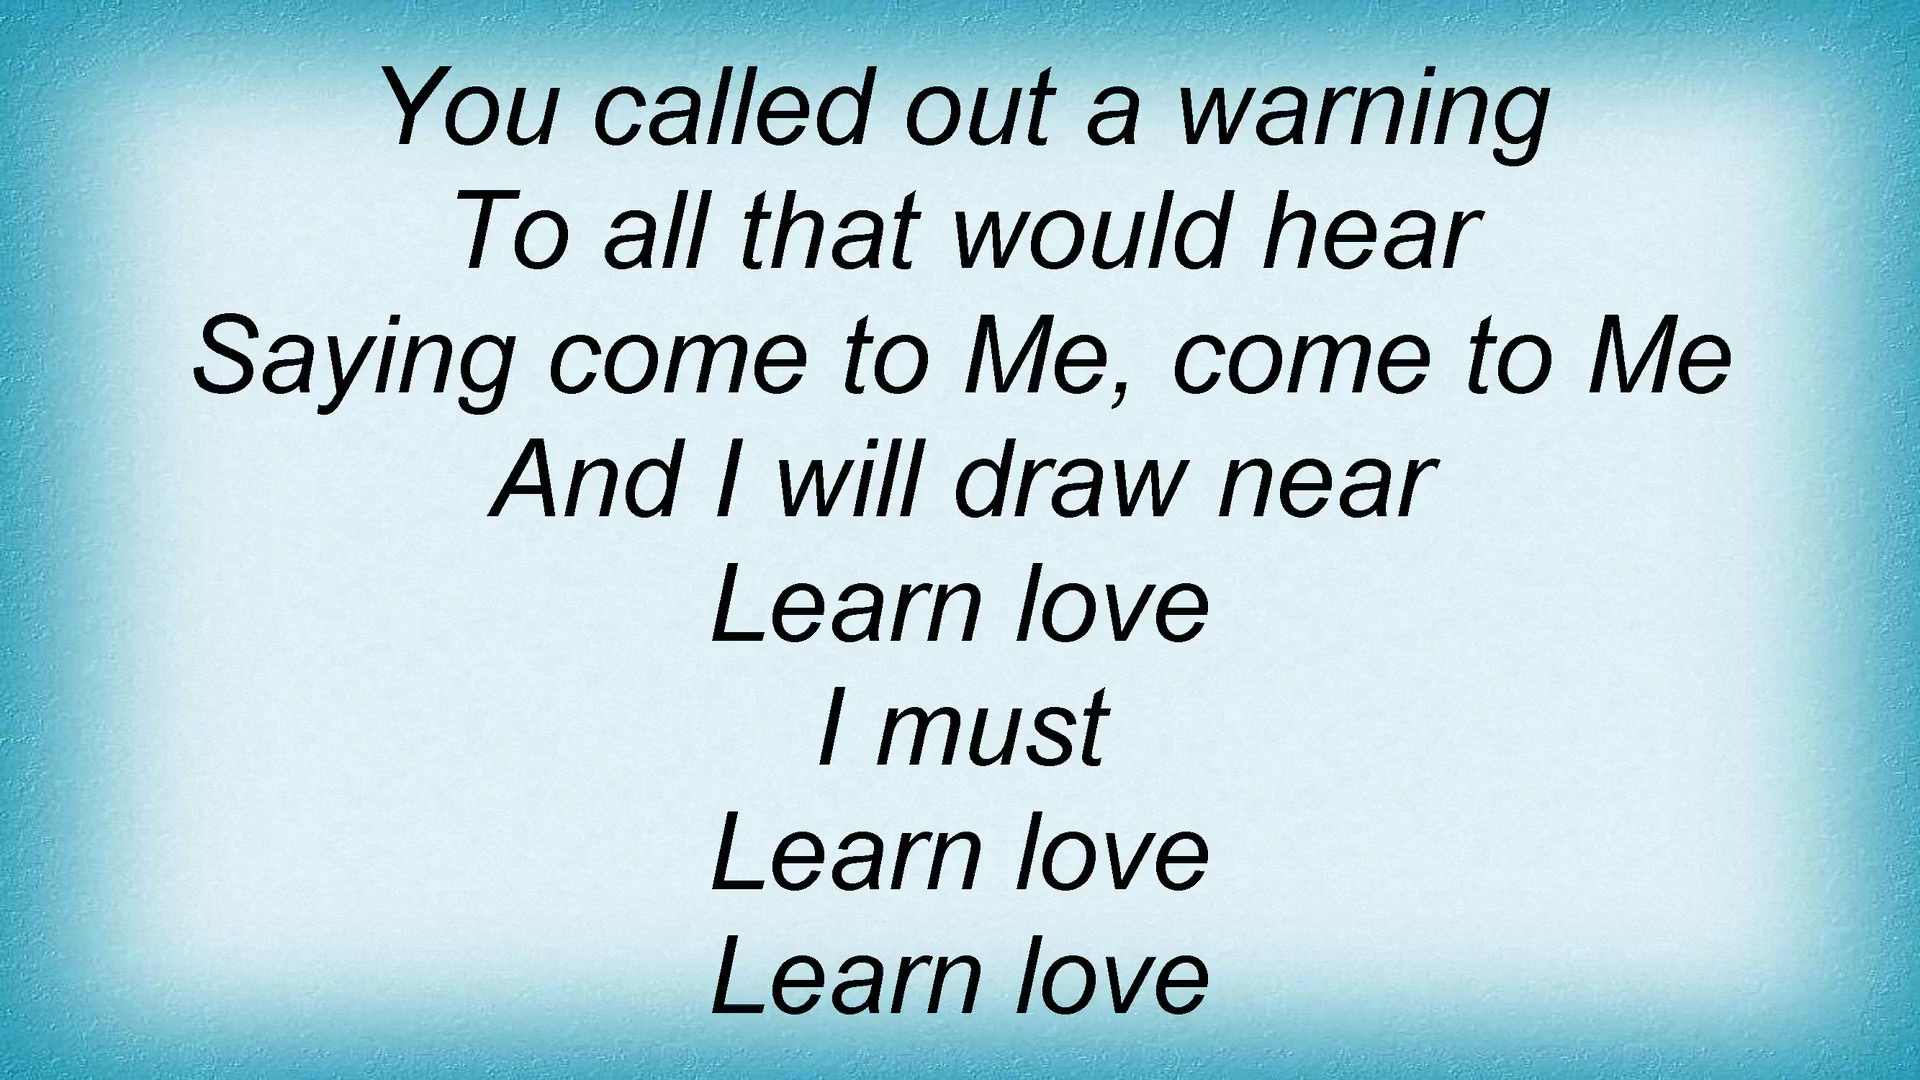 You called out a warning
To all that would hear
Saying come to Me, come to Me
And I will draw near
Learn love
I must
Learn love
Learn love